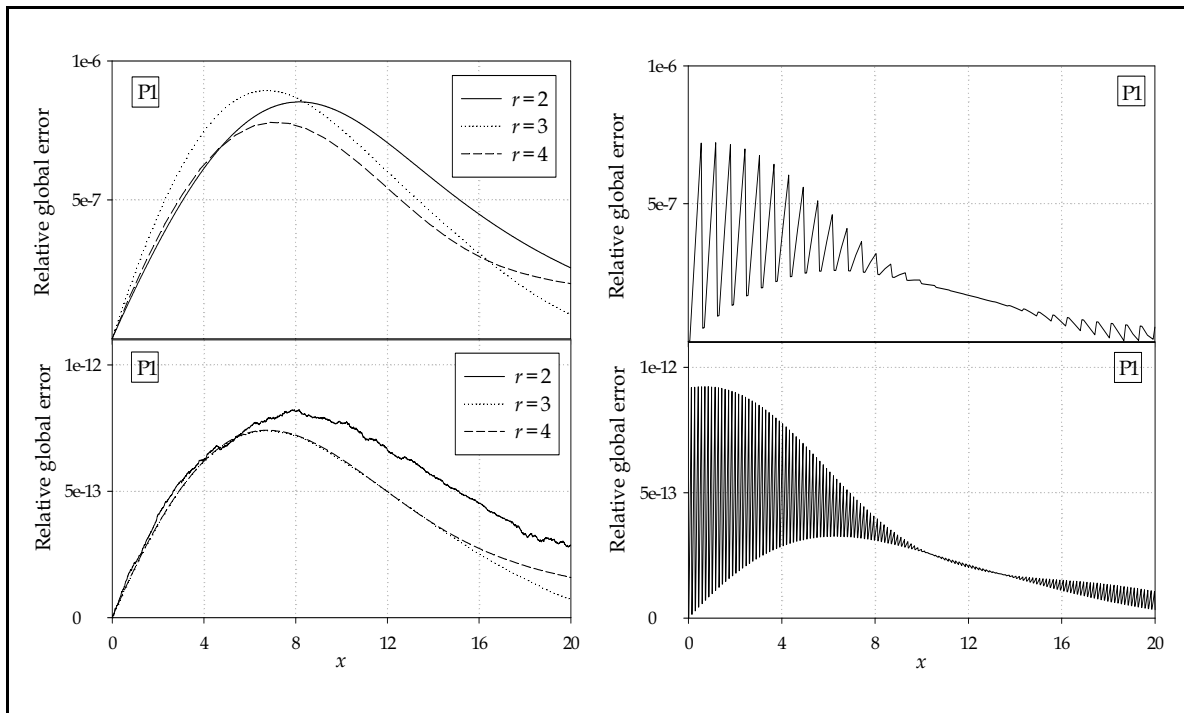 1e-6
P1
r = 2
r = 3
r = 4
5e-7
Relative global error
1e-12
P1
r = 2
r = 3
r = 4
5e-13
Relative global error
0
0 4 8 12 16 20
x
1e-6
P1
5e-7
Relative global error
1e-12
P1
5e-13
Relative global error
0
0 4 8 12 16 20
x